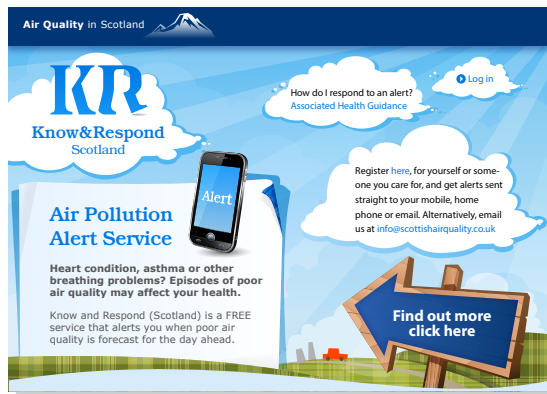 Air Quality in Scotland
KR
Know&Respond
Scotland
How do I respond to an alert?
Associated Health Guidance
Log in
Register here, for yourself or some-
one you care for, and get alerts sent
straight to your mobile, home
phone or email. Alternatively, email
us at info@scottishairquality.co.uk
Alert
Air Pollution
Alert Service
Heart condition, asthma or other
breathing problems? Episodes of poor
air quality may affect your health.
Know and Respond (Scotland) is a FREE
service that alerts you when poor air
quality is forecast for the day ahead.
Find out more
click here